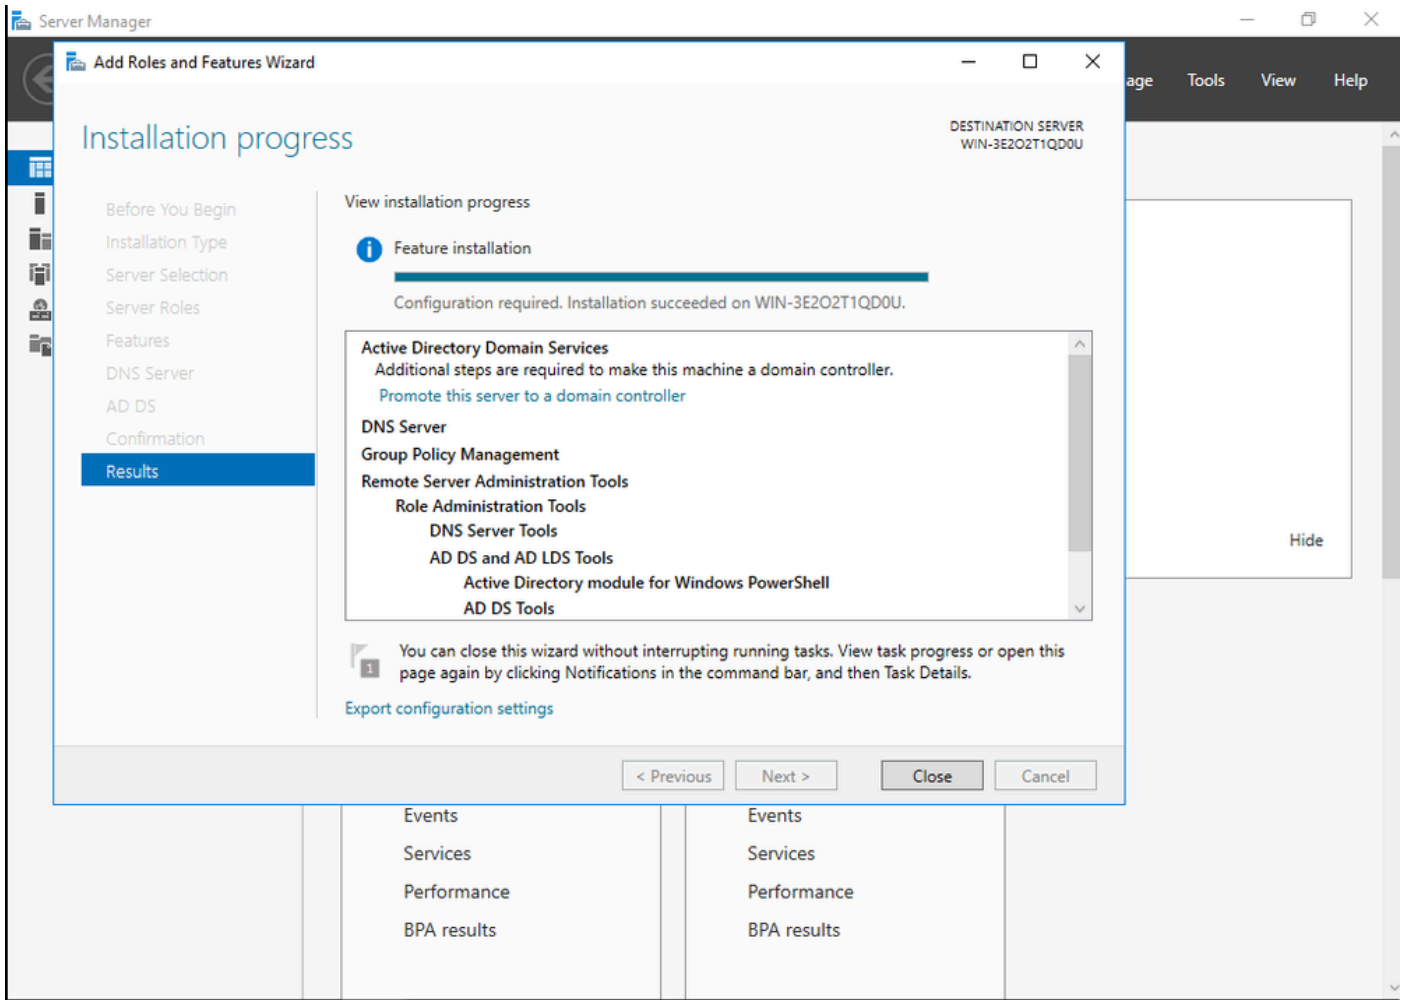 Server Manager
Add Roles and Features Wizard
age Tools View Help
Installation progress
DESTINATION SERVER
WIN-3E2O2T1QD0U
Before You Begin
Installation Type
Server Selection
Server Roles
Features
DNS Server
AD DS
Confirmation
Results
View installation progress
Feature installation
Configuration required. Installation succeeded on WIN-3E2O2T1QD0U.
Active Directory Domain Services
Additional steps are required to make this machine a domain controller.
Promote this server to a domain controller
DNS Server
Group Policy Management
Remote Server Administration Tools
Role Administration Tools
DNS Server Tools
AD DS and AD LDS Tools
Active Directory module for Windows PowerShell
AD DS Tools
Hide
1
You can close this wizard without interrupting running tasks. View task progress or open this
page again by clicking Notifications in the command bar, and then Task Details.
Export configuration settings
< Previous Next > Close Cancel
Events Events
Services Services
Performance Performance
BPA results BPA results